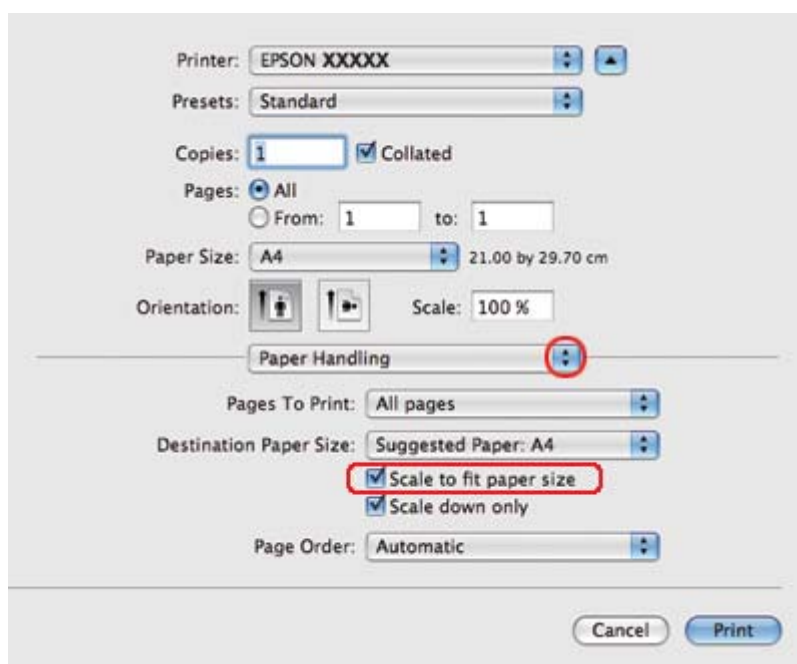 Printer: EPSON XXXXX
Presets: Standard
Copies: 1 Collated
Pages: All
From: 1 to: 1
Paper Size: A4 21.00 by 29.70 cm
Orientation: Scale: 100 %
Paper Handling
Pages To Print: All pages
Destination Paper Size: Suggested Paper: A4
Scale to fit paper size
Scale down only
Page Order: Automatic
Cancel Print